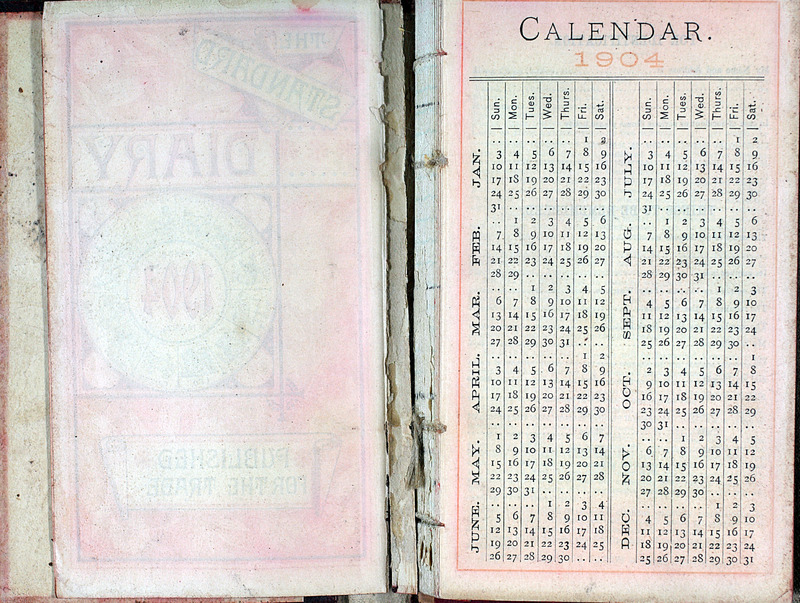 THE
STANDARD
DIARY
1904
PUBLISHED
FOR THE TRADE
CALENDAR.
1904
Sun. Mon. Tues. Wed. Thurs. Fri. Sat.
JAN.
.. .. .. .. .. 1 2
3 4 5 6 7 8 9
10 11 12 13 14 15 16
17 18 19 20 21 22 23
24 25 26 27 28 29 30
31 .. .. .. .. .. ..
FEB.
.. 1 2 3 4 5 6
7 8 9 10 11 12 13
14 15 16 17 18 19 20
21 22 23 24 25 26 27
28 29 .. .. .. .. ..
MAR.
.. .. 1 2 3 4 5
6 7 8 9 10 11 12
13 14 15 16 17 18 19
20 21 22 23 24 25 26
27 28 29 30 31 .. ..
APRIL.
.. .. .. .. .. 1 2
3 4 5 6 7 8 9
10 11 12 13 14 15 16
17 18 19 20 21 22 23
24 25 26 27 28 29 30
.. .. .. .. .. .. ..
MAY.
1 2 3 4 5 6 7
8 9 10 11 12 13 14
15 16 17 18 19 20 21
22 23 24 25 26 27 28
29 30 31 .. .. .. ..
JUNE.
.. .. .. 1 2 3 4
5 6 7 8 9 10 11
12 13 14 15 16 17 18
19 20 21 22 23 24 25
26 27 28 29 30 .. ..
Sun. Mon. Tues. Wed. Thurs. Fri. Sat.
JULY.
.. .. .. .. .. 1 2
3 4 5 6 7 8 9
10 11 12 13 14 15 16
17 18 19 20 21 22 23
24 25 26 27 28 29 30
31 .. .. .. .. .. ..
AUG.
.. 1 2 3 4 5 6
7 8 9 10 11 12 13
14 15 16 17 18 19 20
21 22 23 24 25 26 27
28 29 30 31 .. .. ..
SEPT.
.. .. .. .. 1 2 3
4 5 6 7 8 9 10
11 12 13 14 15 16 17
18 19 20 21 22 23 24
25 26 27 28 29 30 ..
OCT.
.. .. .. .. .. .. 1
2 3 4 5 6 7 8
9 10 11 12 13 14 15
16 17 18 19 20 21 22
23 24 25 26 27 28 29
30 31 .. .. .. .. ..
NOV.
.. .. 1 2 3 4 5
6 7 8 9 10 11 12
13 14 15 16 17 18 19
20 21 22 23 24 25 26
27 28 29 30 .. .. ..
DEC.
.. .. .. .. 1 2 3
4 5 6 7 8 9 10
11 12 13 14 15 16 17
18 19 20 21 22 23 24
25 26 27 28 29 30 31